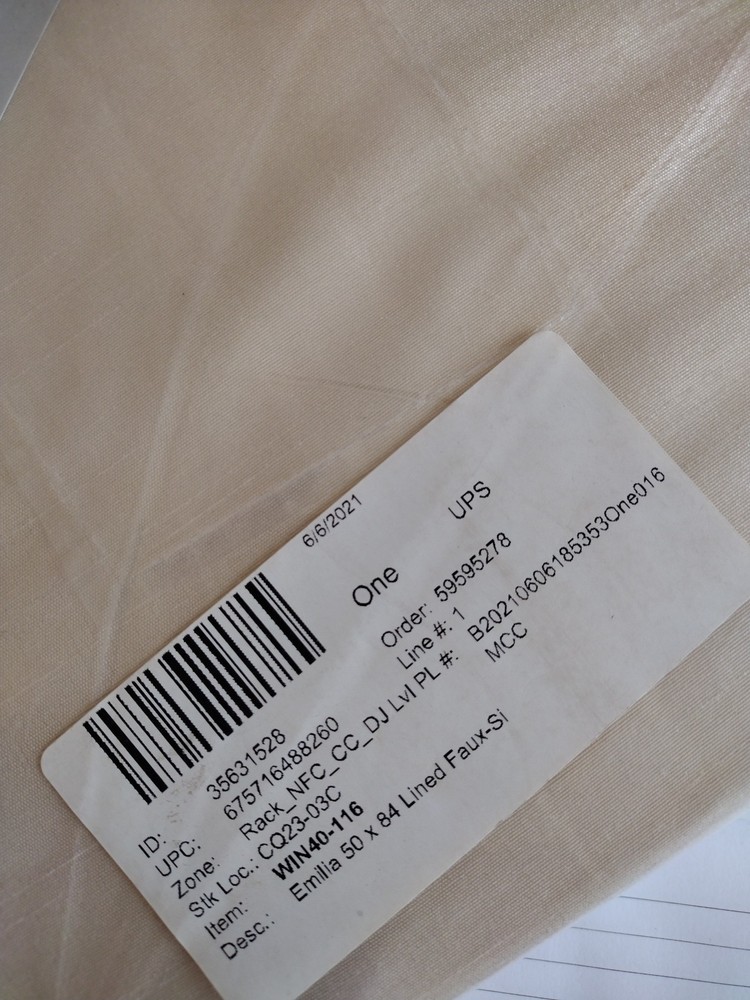 6/6/2021
One UPS
Order: 59595278
Line #: 1
PL #: B20210606185353One016
MCC
ID: 35631528
UPC: 675716488260
Zone: Rack_NFC_CC_DJ Lvl
Stk Loc.: CQ23-03C
Item: WIN40-116
Desc.: Emilia 50 x 84 Lined Faux-Si